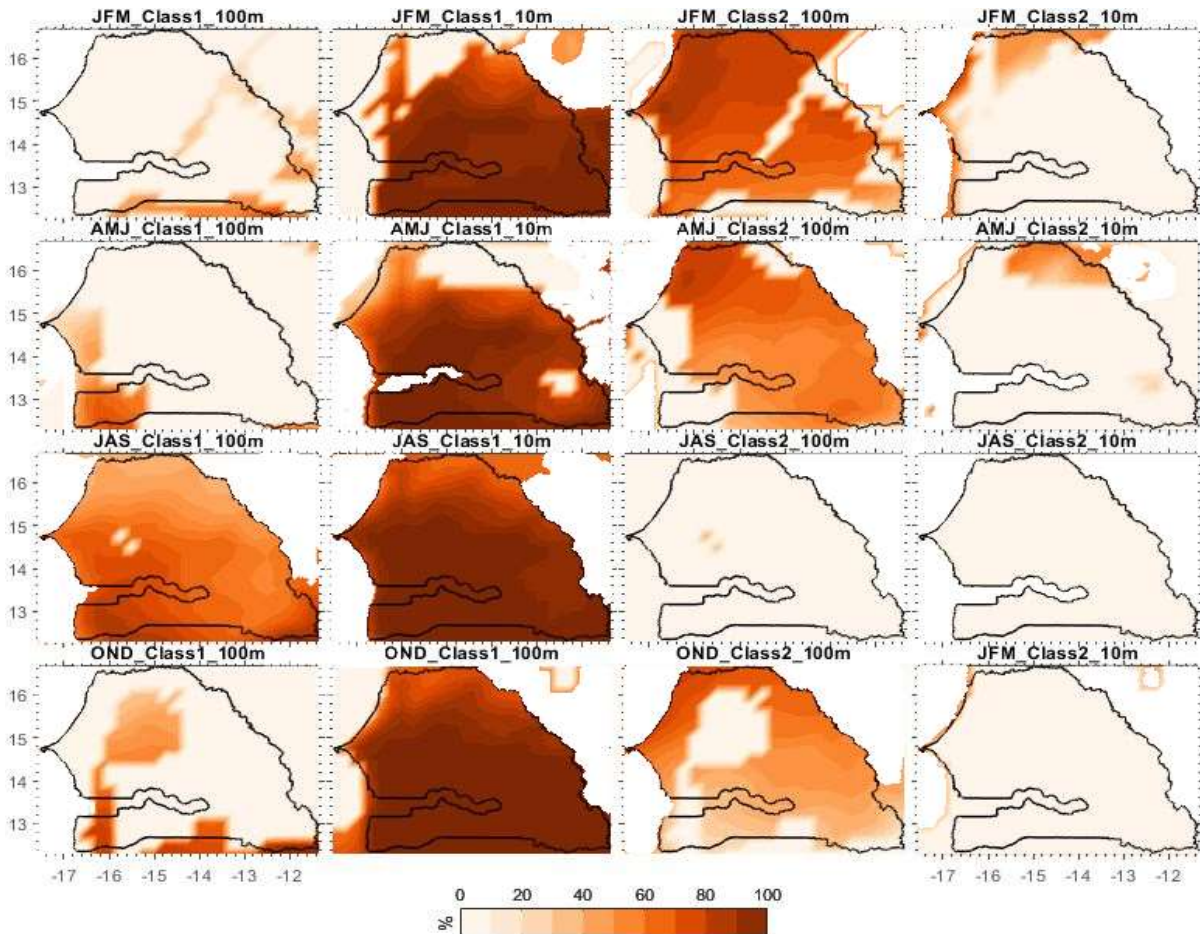 JFM_Class1_100m JFM_Class1_10m JFM_Class2_100m JFM_Class2_10m
16
15
14
13
AMJ_Class1_100m AMJ_Class1_10m AMJ_Class2_100m AMJ_Class2_10m
16
15
14
13
JAS_Class1_100m JAS_Class1_10m JAS_Class2_100m JAS_Class2_10m
16
15
14
13
OND_Class1_100m OND_Class1_10m OND_Class2_100m JFM_Class2_10m
16
15
14
13
-17 -16 -15 -14 -13 -12 -17 -16 -15 -14 -13 -12
0 20 40 60 80 100
%